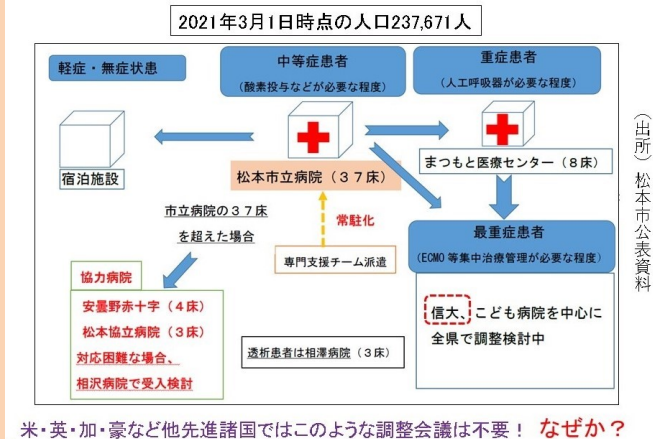 2021年3月1日時点の人口237,671人
軽症・無症状患
中等症患者
(酸素投与などが必要な程度)
重症患者
(人工呼吸器が必要な程度)
宿泊施設
松本市立病院(37床)
まつもと医療センター(8床)
市立病院の37床
を超えた場合
常駐化
専門支援チーム派遣
最重症患者
(ECMO等集中治療管理が必要な程度)
協力病院
安曇野赤十字(4床)
松本協立病院(3床)
対応困難な場合、
相沢病院で受入検討
透析患者は相澤病院(3床)
信大、こども病院を中心に
全県で調整検討中
(出所)松本市公表資料
米・英・加・豪など他先進諸国ではこのような調整会議は不要! なぜか?